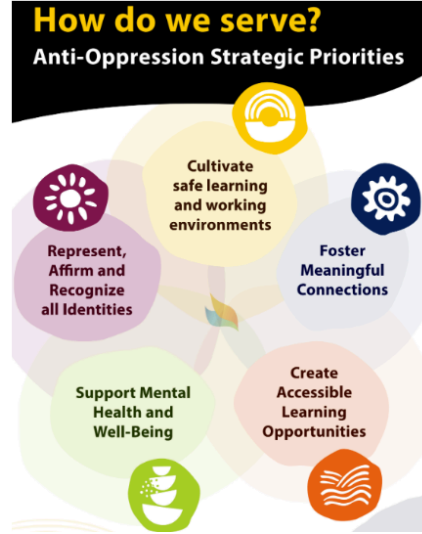 How do we serve?
Anti-Oppression Strategic Priorities
Cultivate
safe learning
and working
environments
Represent,
Affirm and
Recognize
all Identities
Foster
Meaningful
Connections
Support Mental
Health and
Well-Being
Create
Accessible
Learning
Opportunities